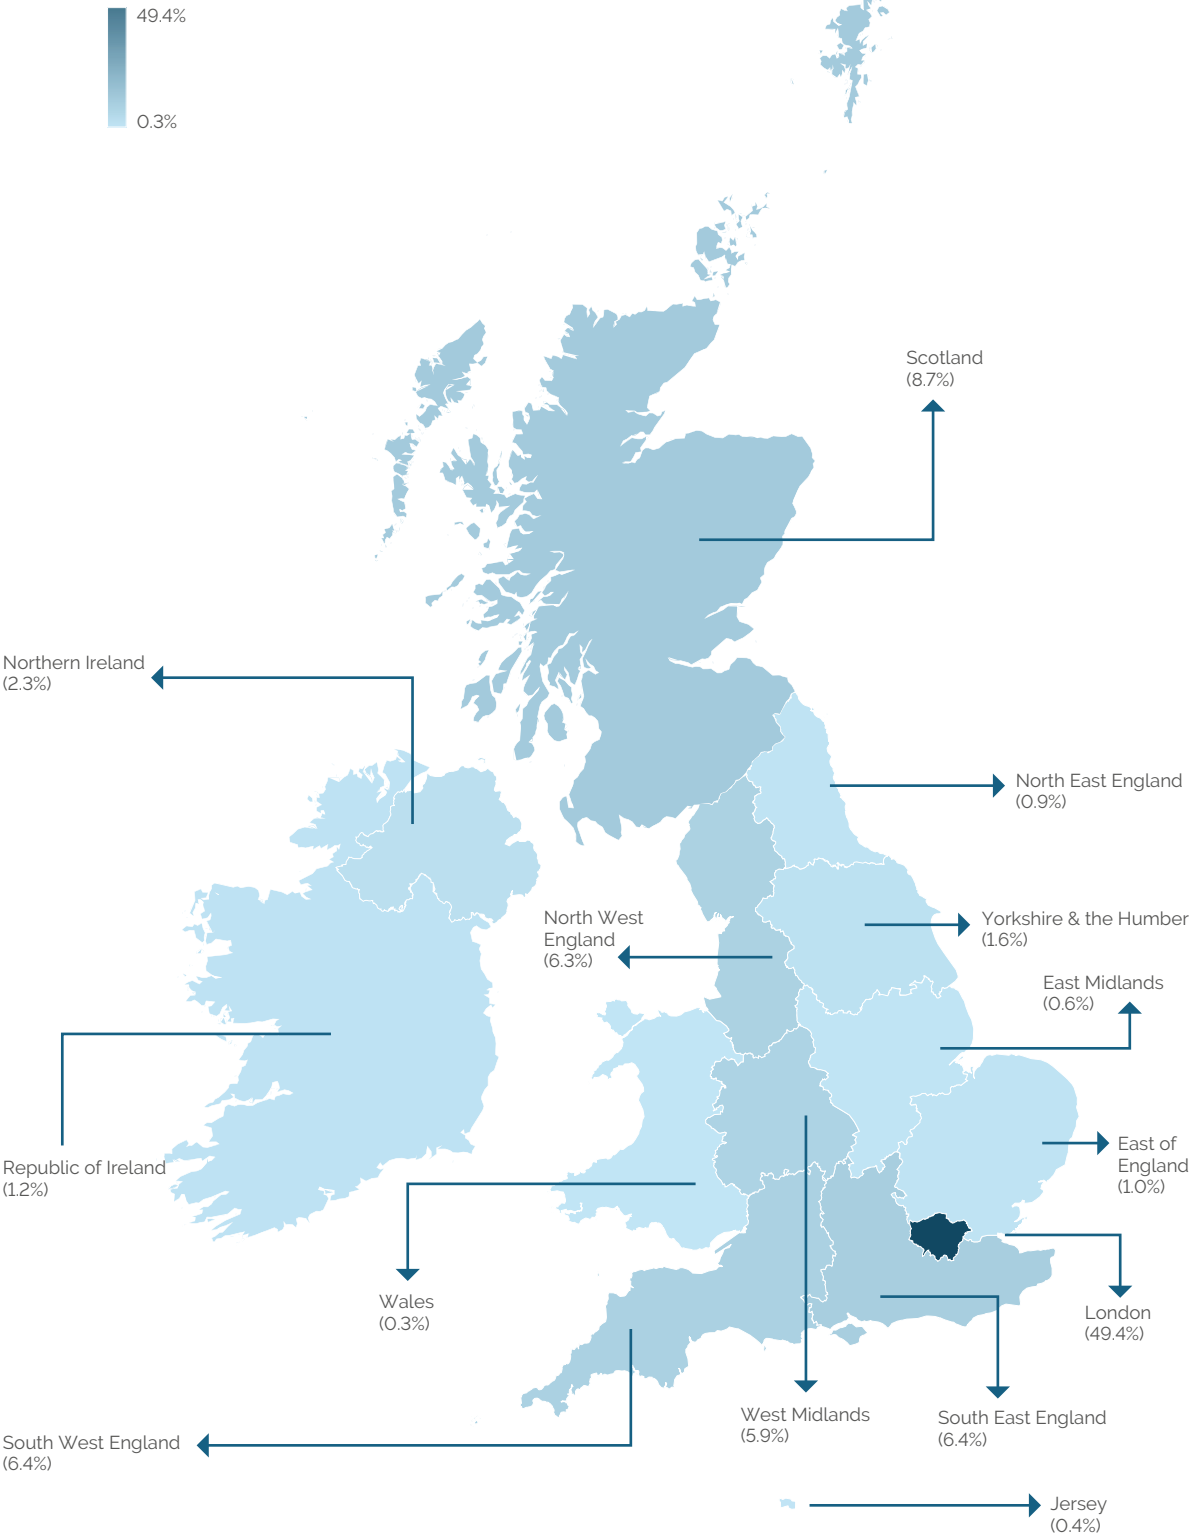 49.4%
0.3%
Scotland
(8.7%)
Northern Ireland
(2.3%)
North East England
(0.9%)
North West
England
(6.3%)
Yorkshire & the Humber
(1.6%)
East Midlands
(0.6%)
Republic of Ireland
(1.2%)
East of
England
(1.0%)
Wales
(0.3%)
London
(49.4%)
West Midlands
(5.9%)
South East England
(6.4%)
South West England
(6.4%)
Jersey
(0.4%)